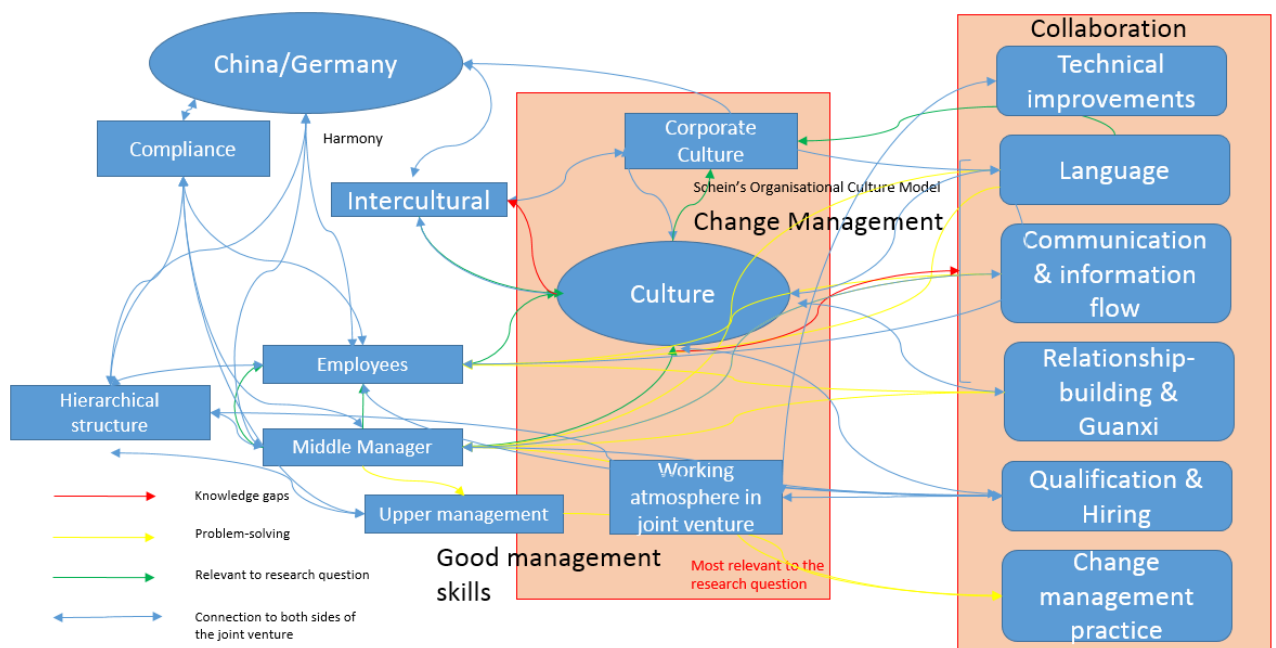 Collaboration
China/Germany
Technical
improvements
Harmony
Compliance
Corporate
Culture
Language
Schein's Organisational Culture Model
Intercultural
Change Management
Communication
& information
flow
Culture
Employees
Relationship-
building &
Guanxi
Hierarchical
structure
Middle Manager
Working
atmosphere in
joint venture
Qualification &
Hiring
Knowledge gaps
Upper management
Problem-solving
Good management
skills
Most relevant to the
research question
Change
management
practice
Relevant to research question
Connection to both sides of
the joint venture